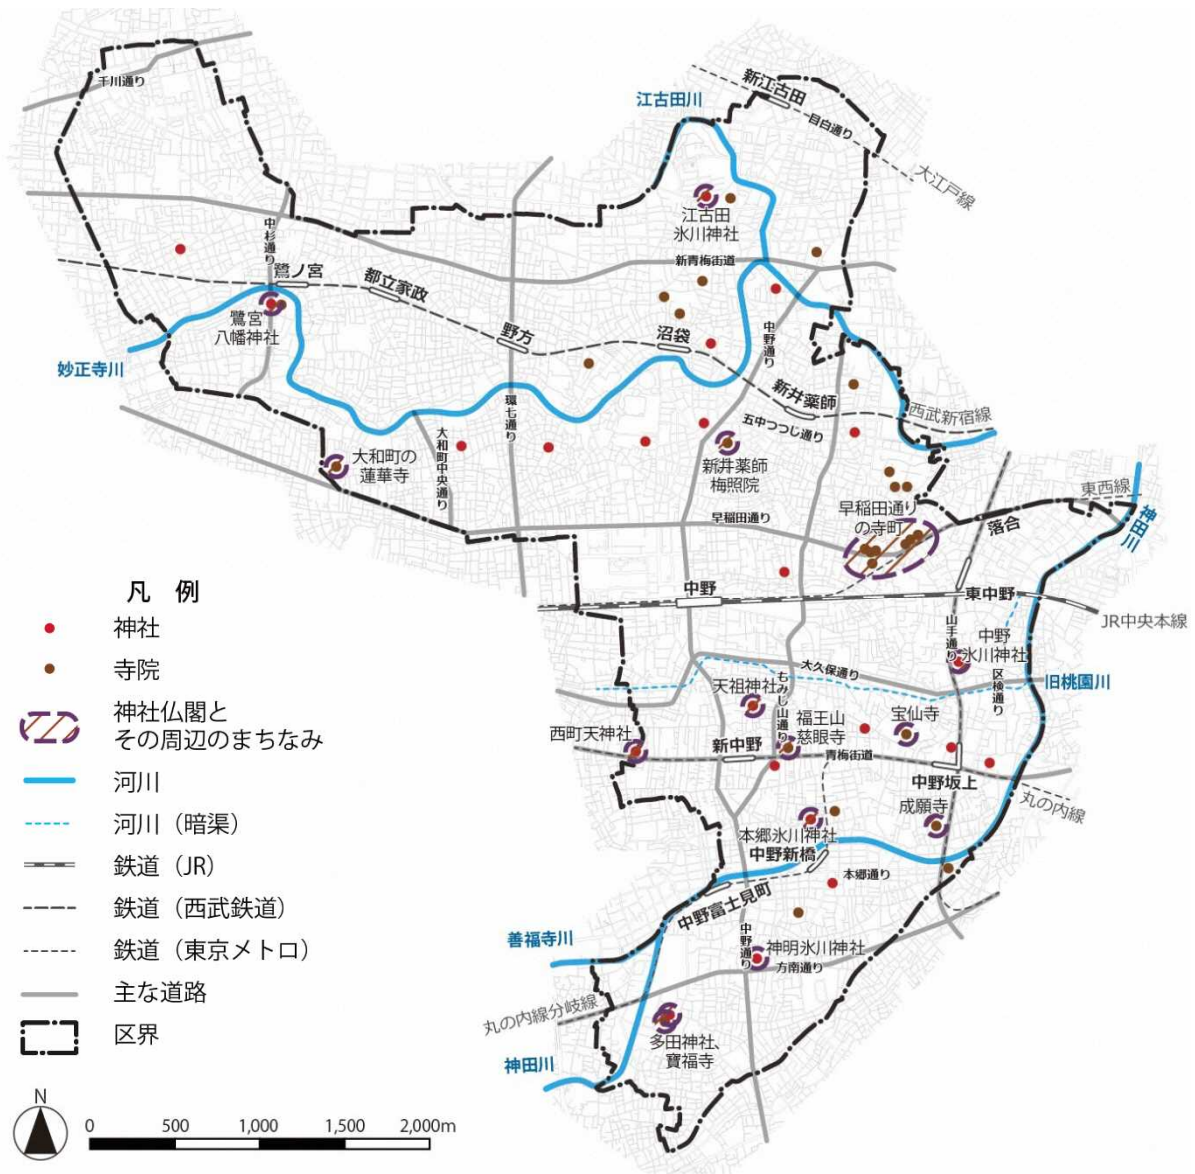 千川通り
新江古田
江古田川
目白通り
大江戸線
江古田
氷川神社
中杉通り
新青梅街道
鷺ノ宮
都立家政
鷺宮
八幡神社
野方
沼袋
中野通り
妙正寺川
新井薬師
西武新宿線
環七通り
五中つつじ通り
大和町の
蓮華寺
大和町中央通り
新井薬師
梅照院
早稲田通り
早稲田通り
の寺町
落合
東西線
神田川
中野
東中野
JR中央本線
山手通り
中野
氷川神社
区検通り
大久保通り
旧桃園川
天祖神社
もみじ山通り
福王山
慈眼寺
宝仙寺
西町天神社
新中野
青梅街道
中野坂上
丸の内線
成願寺
本郷氷川神社
中野新橋
本郷通り
中野富士見町
善福寺川
中野通り
神明氷川神社
方南通り
丸の内線分岐線
多田神社、
寶福寺
神田川
凡 例
神社
寺院
神社仏閣と
その周辺のまちなみ
河川
河川（暗渠）
鉄道（JR）
鉄道（西武鉄道）
鉄道（東京メトロ）
主な道路
区界
N
0 500 1,000 1,500 2,000m